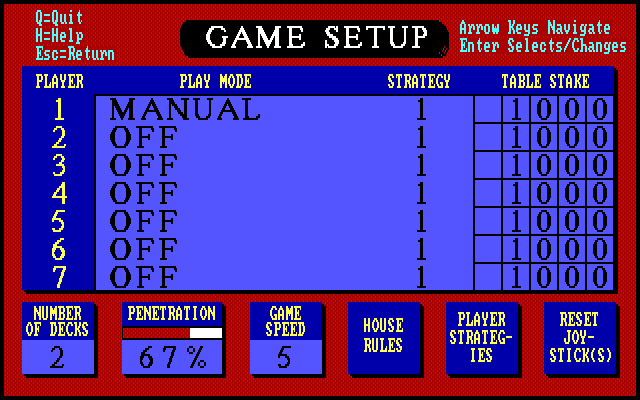 Q=Quit
H=Help
Esc=Return
GAME SETUP
Arrow Keys Navigate
Enter Selects/Changes
PLAYER PLAY MODE STRATEGY TABLE STAKE
1 MANUAL 1 1000
2 OFF 1 1000
3 OFF 1 1000
4 OFF 1 1000
5 OFF 1 1000
6 OFF 1 1000
7 OFF 1 1000
NUMBER
OF DECKS
2
PENETRATION
67%
GAME
SPEED
5
HOUSE
RULES
PLAYER
STRATEG-
IES
RESET
JOY-
STICK(S)